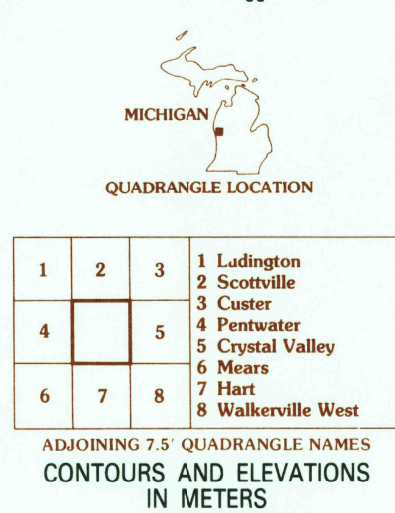 MICHIGAN
QUADRANGLE LOCATION
1 2 3
4 5
6 7 8
1 Ludington
2 Scottville
3 Custer
4 Pentwater
5 Crystal Valley
6 Mears
7 Hart
8 Walkerville West
ADJOINING 7.5′ QUADRANGLE NAMES
CONTOURS AND ELEVATIONS
IN METERS